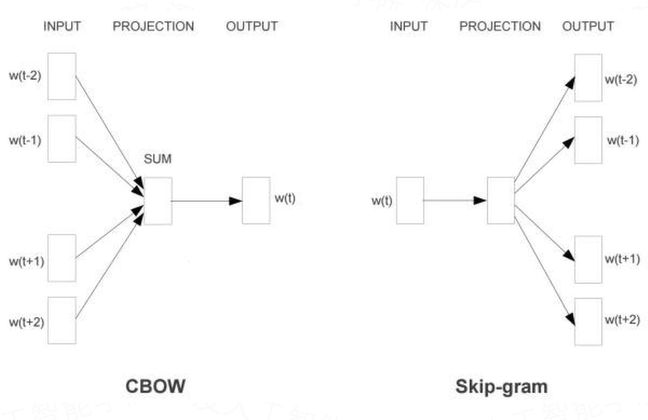 INPUT PROJECTION OUTPUT
w(t-2)
w(t-1)
SUM
w(t)
w(t+1)
w(t+2)
CBOW
INPUT PROJECTION OUTPUT
w(t-2)
w(t-1)
w(t)
w(t+1)
w(t+2)
Skip-gram